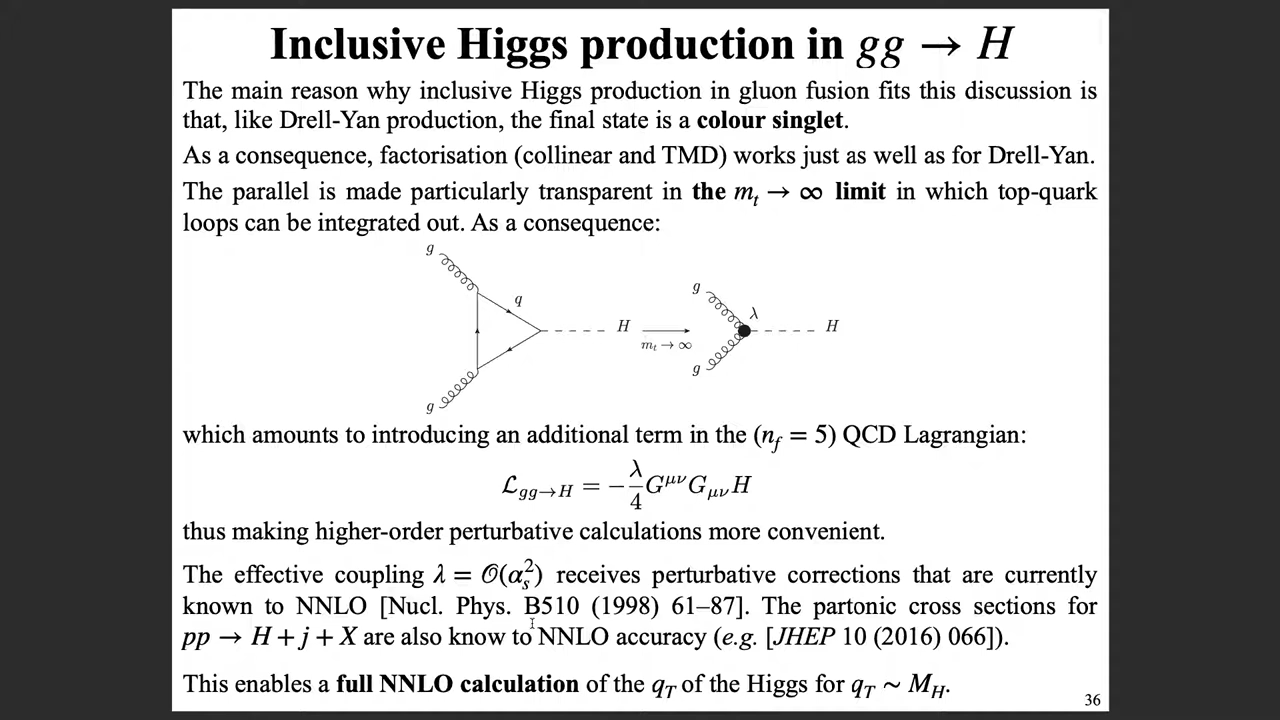 Inclusive Higgs production in gg → H
The main reason why inclusive Higgs production in gluon fusion fits this discussion is
that, like Drell-Yan production, the final state is a colour singlet.
As a consequence, factorisation (collinear and TMD) works just as well as for Drell-Yan.
The parallel is made particularly transparent in the m_t → ∞ limit in which top-quark
loops can be integrated out. As a consequence:
g
q
H
g
m_t → ∞
g
λ
H
g
which amounts to introducing an additional term in the (n_f = 5) QCD Lagrangian:
ℒ_{gg→H} = −λ/4 G^{μν}G_{μν}H
thus making higher-order perturbative calculations more convenient.
The effective coupling λ = 𝒪(α_s^2) receives perturbative corrections that are currently
known to NNLO [Nucl. Phys. B510 (1998) 61–87]. The partonic cross sections for
pp → H + j + X are also know to NNLO accuracy (e.g. [JHEP 10 (2016) 066]).
This enables a full NNLO calculation of the q_T of the Higgs for q_T ∼ M_H.
36